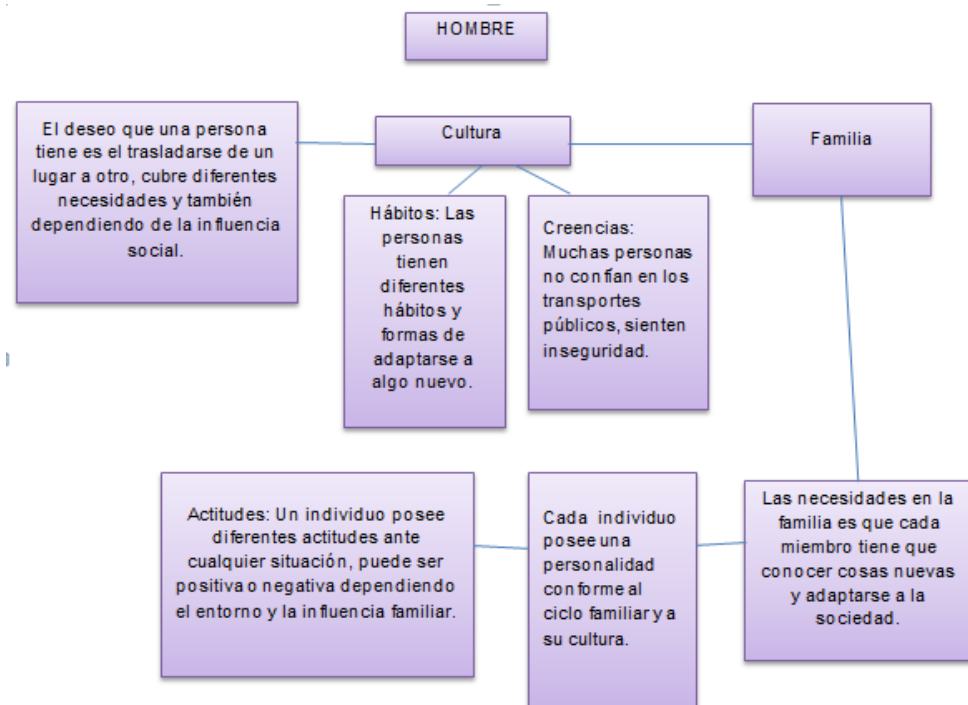 HOMBRE
El deseo que una persona
tiene es el trasladarse de un
lugar a otro, cubre diferentes
necesidades y también
dependiendo de la influencia
social.
Cultura
Familia
Hábitos: Las
personas
tienen
diferentes
hábitos y
formas de
adaptarse a
algo nuevo.
Creencias:
Muchas personas
no confían en los
transportes
públicos, sienten
inseguridad.
Actitudes: Un individuo posee
diferentes actitudes ante
cualquier situación, puede ser
positiva o negativa dependiendo
el entorno y la influencia familiar.
Cada individuo
posee una
personalidad
conforme al
ciclo familiar y a
su cultura.
Las necesidades en la
familia es que cada
miembro tiene que
conocer cosas nuevas
y adaptarse a la
sociedad.